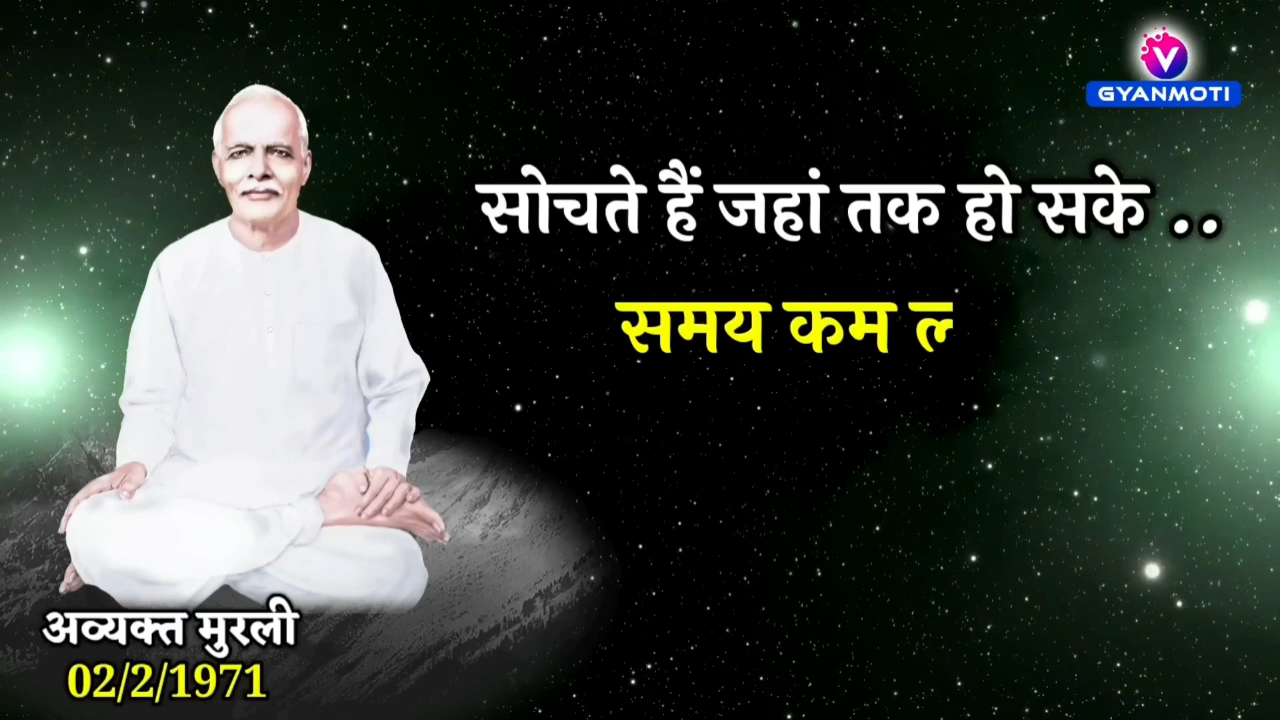 GYANMOTI
सोचते हैं जहां तक हो सके ..
समय कम
अव्यक्त मुरली
02/2/1971